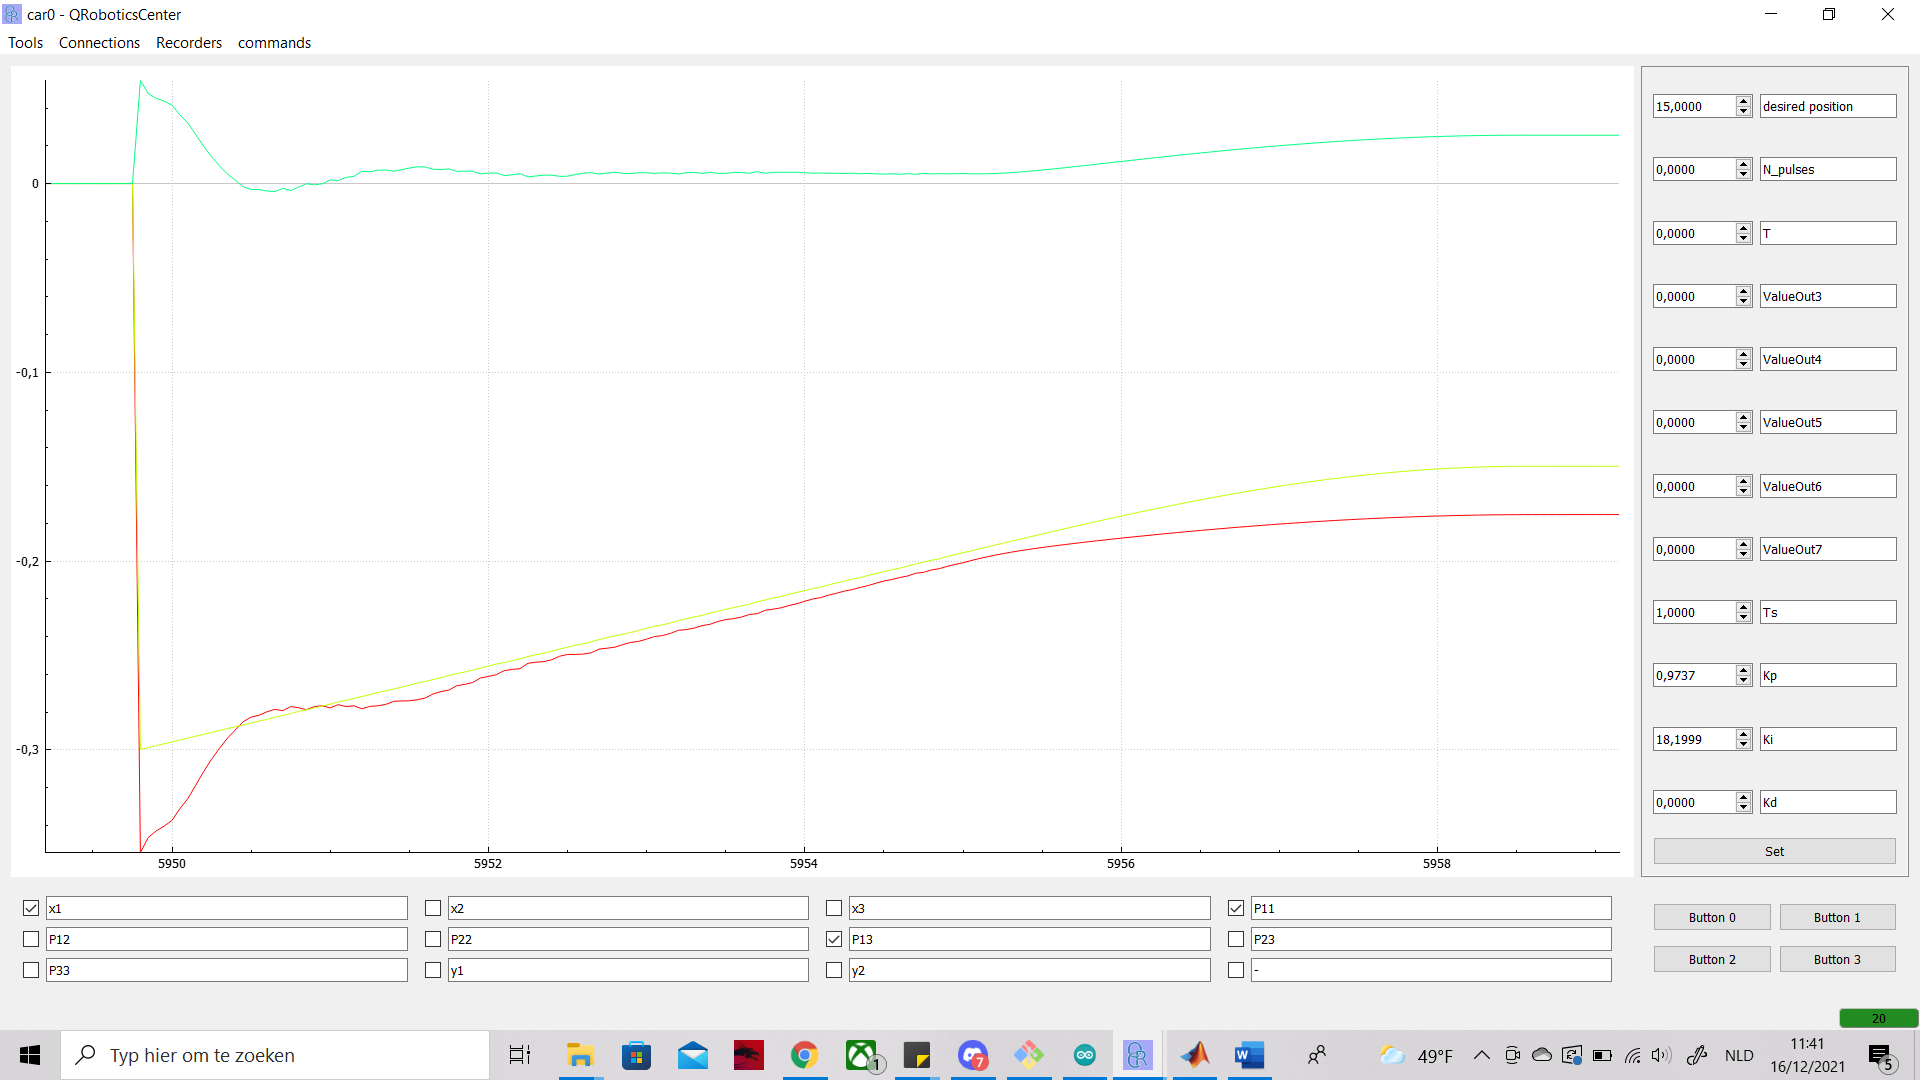 car0 - QRoboticsCenter
Tools Connections Recorders commands
0
-0,1
-0,2
-0,3
5950 5952 5954 5956 5958
15,0000 desired position
0,0000 N_pulses
0,0000 T
0,0000 ValueOut3
0,0000 ValueOut4
0,0000 ValueOut5
0,0000 ValueOut6
0,0000 ValueOut7
1,0000 Ts
0,9737 Kp
18,1999 Ki
0,0000 Kd
Set
x1 x2 x3 P11
P12 P22 P13 P23
P33 y1 y2 -
Button 0 Button 1
Button 2 Button 3
20
Typ hier om te zoeken
1
7
49°F
NLD
11:41
16/12/2021
5